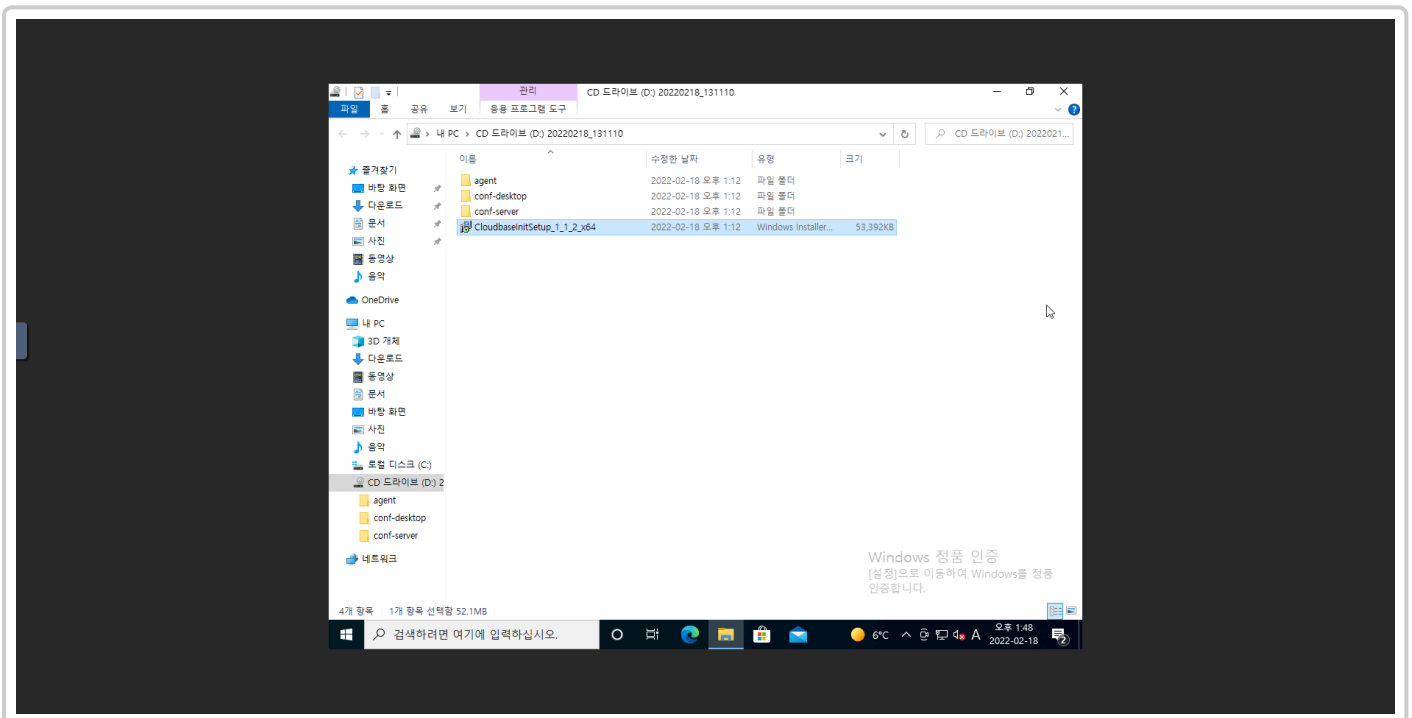 관리
CD 드라이브 (D:) 20220218_131110
파일
홈
공유
보기
응용 프로그램 도구
내 PC
CD 드라이브 (D:) 20220218_131110
CD 드라이브 (D:) 2022021...
이름
수정한 날짜
유형
크기
즐겨찾기
바탕 화면
다운로드
문서
사진
동영상
음악
OneDrive
내 PC
3D 개체
다운로드
동영상
문서
바탕 화면
사진
음악
로컬 디스크 (C:)
CD 드라이브 (D:) 2
agent
conf-desktop
conf-server
네트워크
agent 2022-02-18 오후 1:12 파일 폴더
conf-desktop 2022-02-18 오후 1:12 파일 폴더
conf-server 2022-02-18 오후 1:12 파일 폴더
CloudbaseInitSetup_1_1_2_x64 2022-02-18 오후 1:12 Windows Installer... 53,392KB
Windows 정품 인증
[설정]으로 이동하여 Windows를 정품
인증합니다.
4개 항목 1개 항목 선택함 52.1MB
검색하려면 여기에 입력하십시오.
6°C
A
오후 1:48
2022-02-18
2